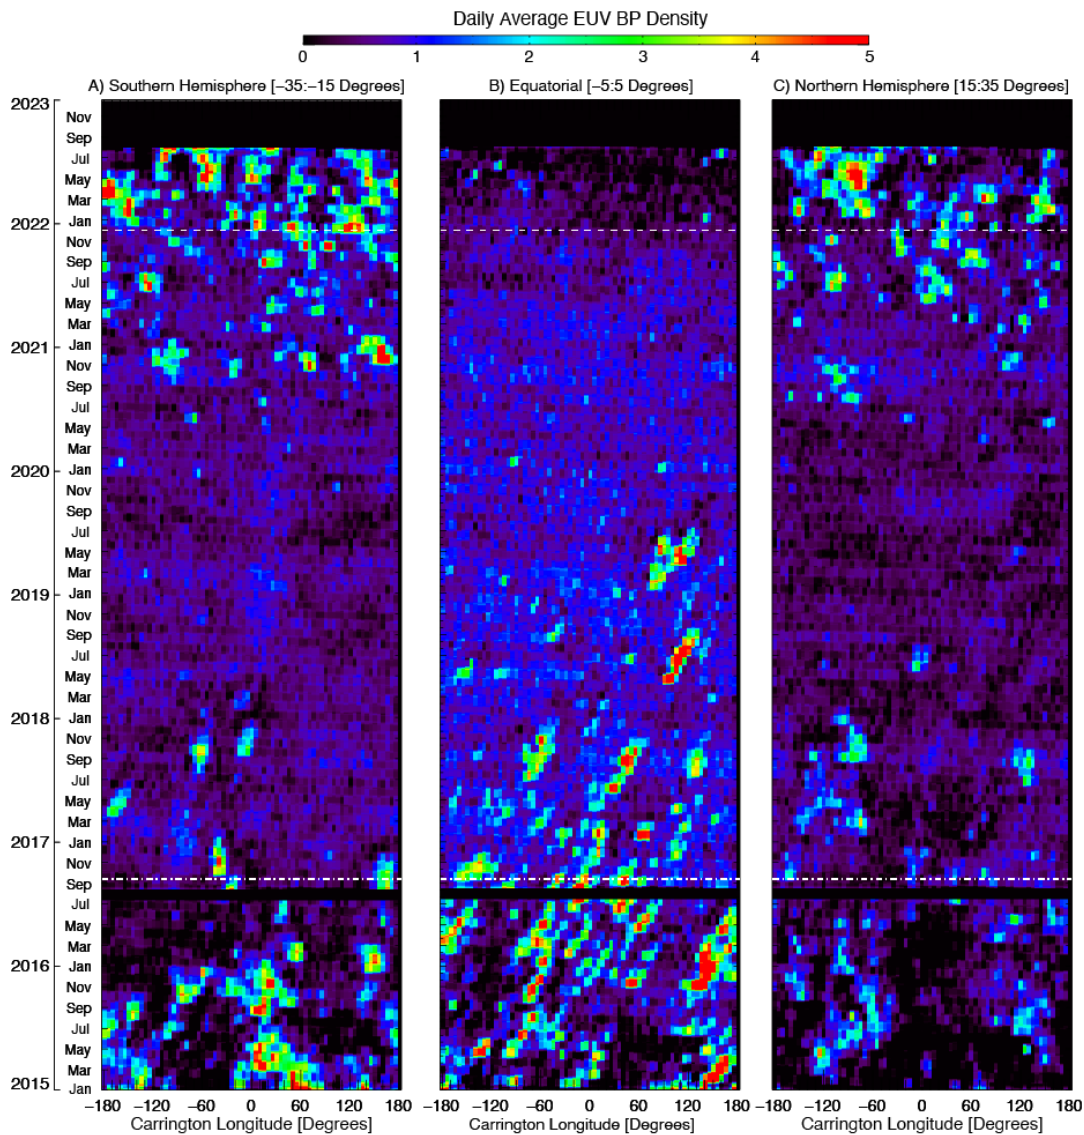 Daily Average EUV BP Density
0 1 2 3 4 5
A) Southern Hemisphere [−35:−15 Degrees] B) Equatorial [−5:5 Degrees] C) Northern Hemisphere [15:35 Degrees]
2023
Nov
Sep
Jul
May
Mar
2022 Jan
Nov
Sep
Jul
May
Mar
2021 Jan
Nov
Sep
Jul
May
Mar
2020 Jan
Nov
Sep
Jul
May
Mar
2019 Jan
Nov
Sep
Jul
May
Mar
2018 Jan
Nov
Sep
Jul
May
Mar
2017 Jan
Nov
Sep
Jul
May
Mar
2016 Jan
Nov
Sep
Jul
May
Mar
2015 Jan
−180 −120 −60 0 60 120 180 −180 −120 −60 0 60 120 180 −180 −120 −60 0 60 120 180
Carrington Longitude [Degrees] Carrington Longitude [Degrees] Carrington Longitude [Degrees]